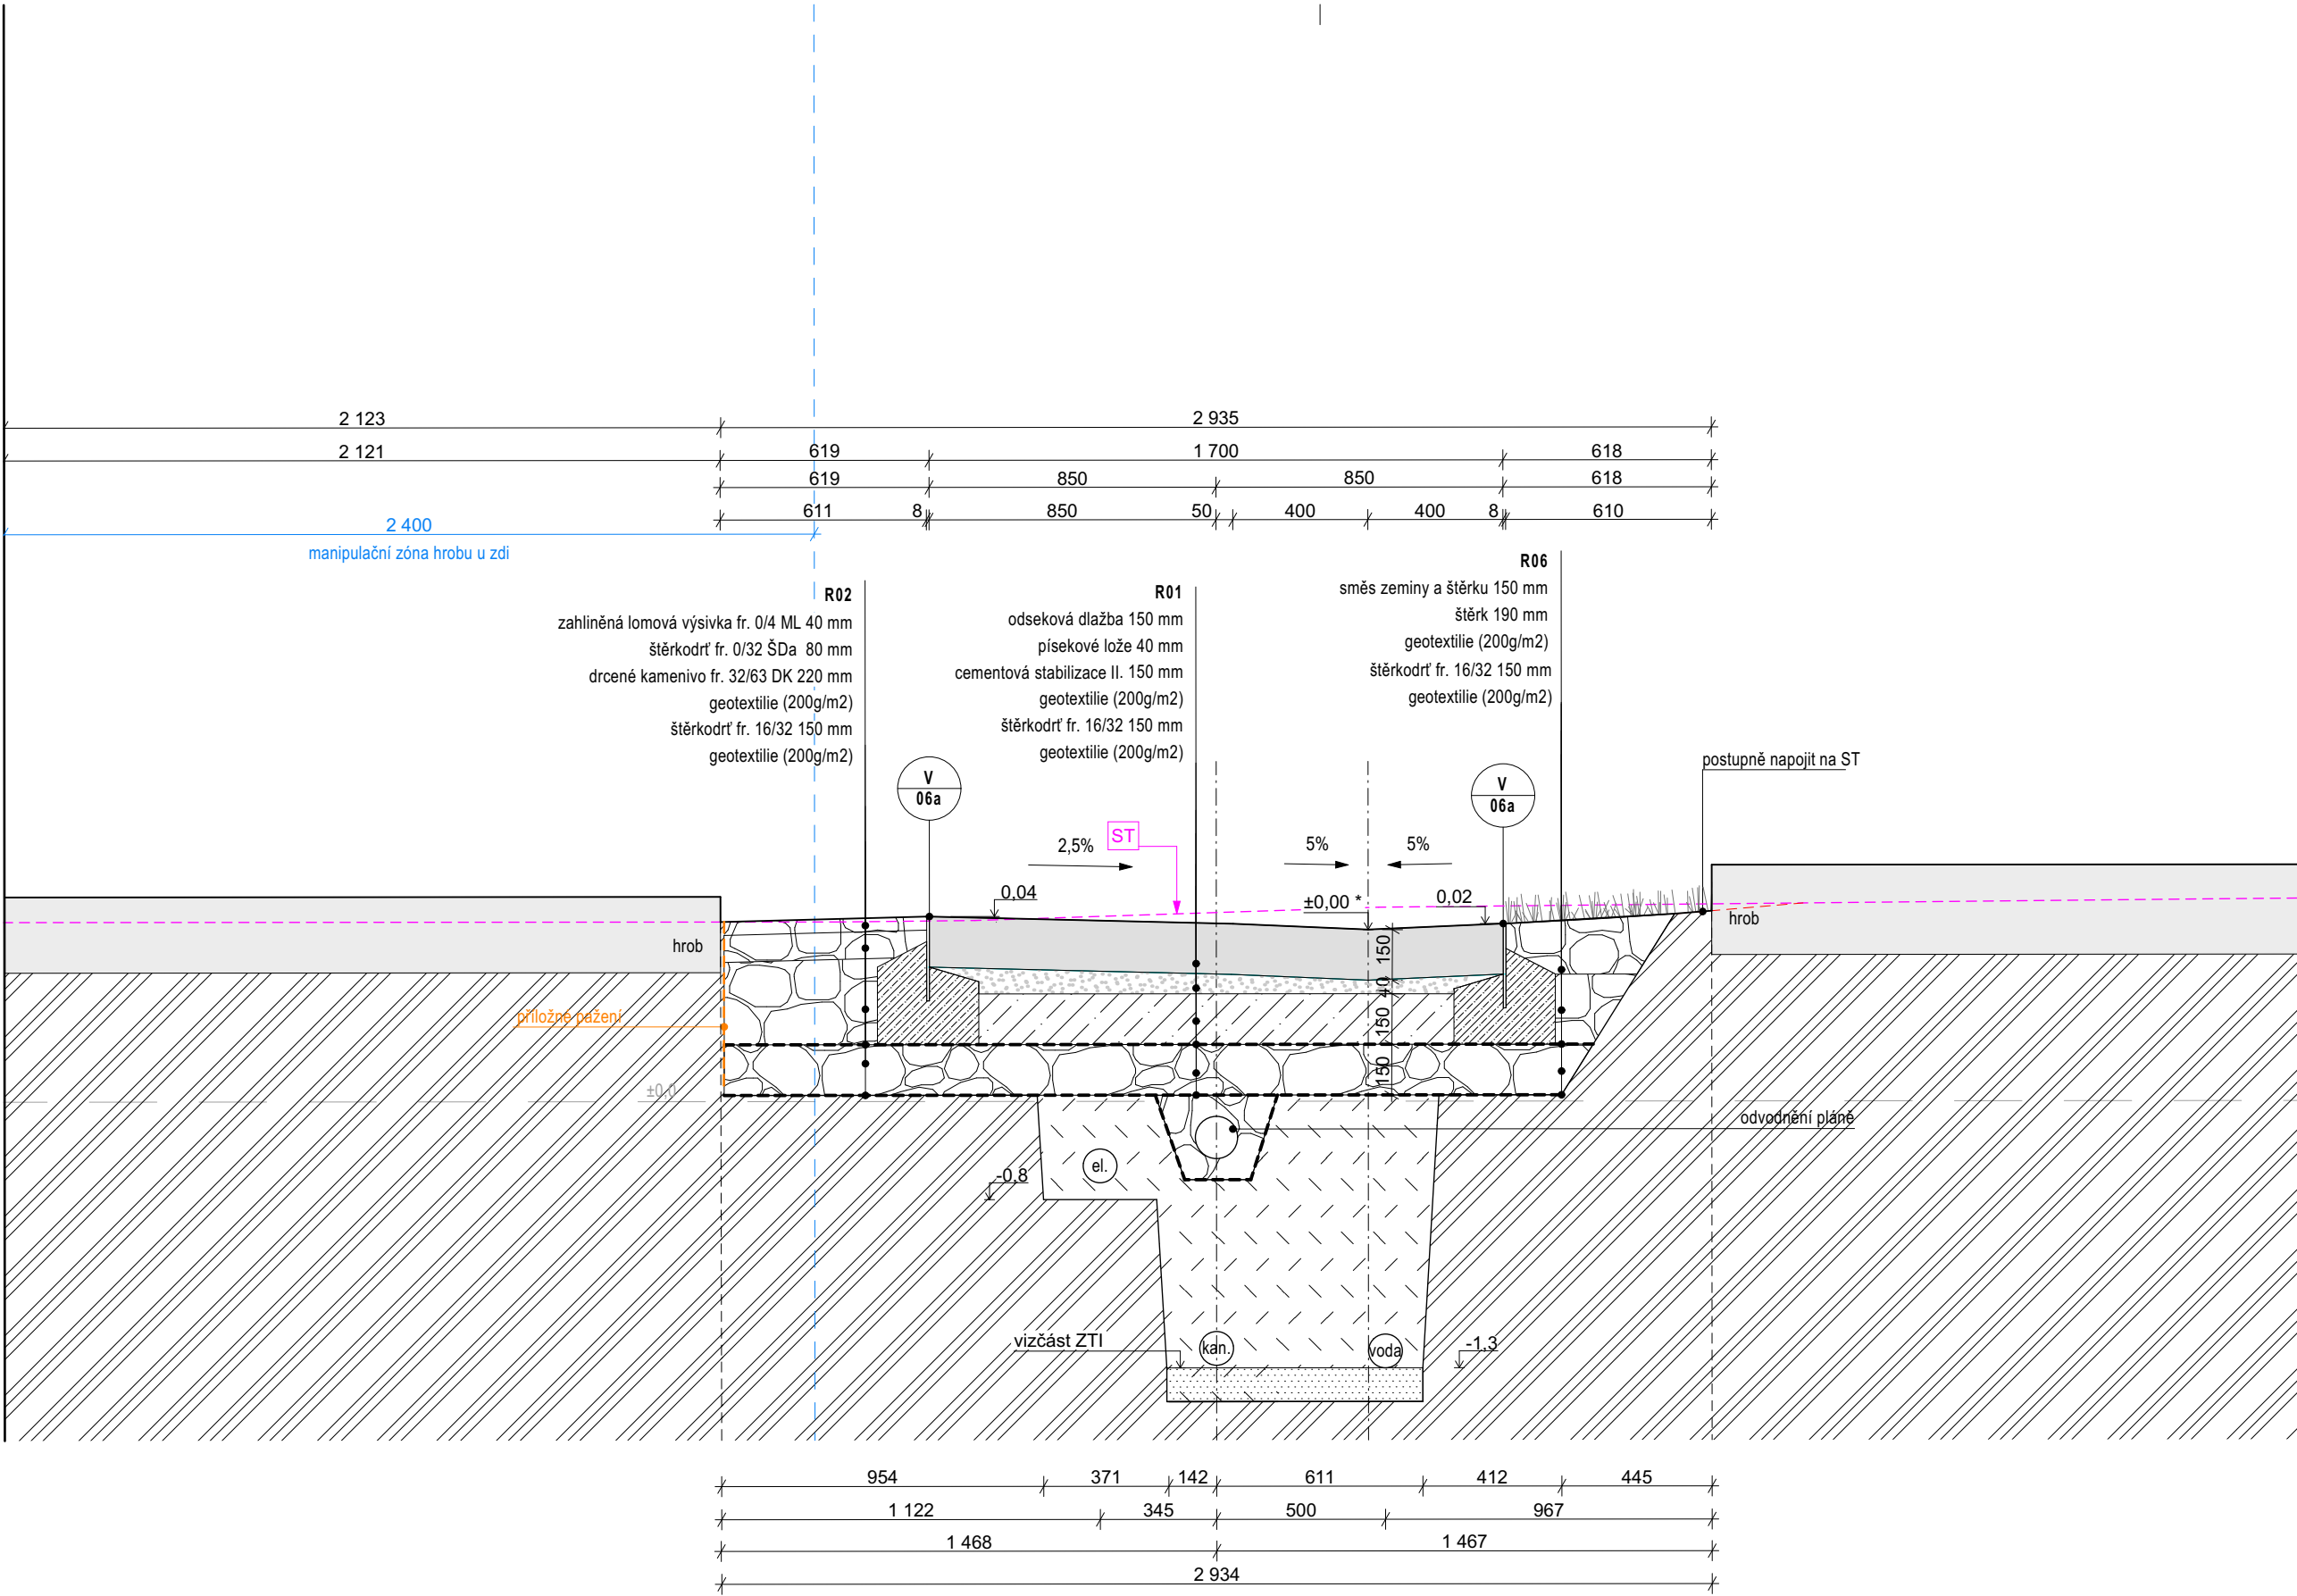 2 123
2 935
2 121
619
1 700
618
619
850
850
618
611
8
850
50
400
400
8
610
2 400
manipulační zóna hrobu u zdi
R02
zahliněná lomová výsivka fr. 0/4 ML 40 mm
štěrkodrť fr. 0/32 ŠDa 80 mm
drcené kamenivo fr. 32/63 DK 220 mm
geotextilie (200g/m2)
štěrkodrť fr. 16/32 150 mm
geotextilie (200g/m2)
R01
odseková dlažba 150 mm
písekové lože 40 mm
cementová stabilizace II. 150 mm
geotextilie (200g/m2)
štěrkodrť fr. 16/32 150 mm
geotextilie (200g/m2)
R06
směs zeminy a štěrku 150 mm
štěrk 190 mm
geotextilie (200g/m2)
štěrkodrť fr. 16/32 150 mm
geotextilie (200g/m2)
V
06a
V
06a
postupně napojit na ST
ST
2,5%
5%
5%
0,04
±0,00 *
0,02
hrob
hrob
150
40
150
150
příložné pažení
±0,0
odvodnění pláně
el.
-0,8
vizčást ZTI
kan.
voda
-1,3
954
371
142
611
412
445
1 122
345
500
967
1 468
1 467
2 934